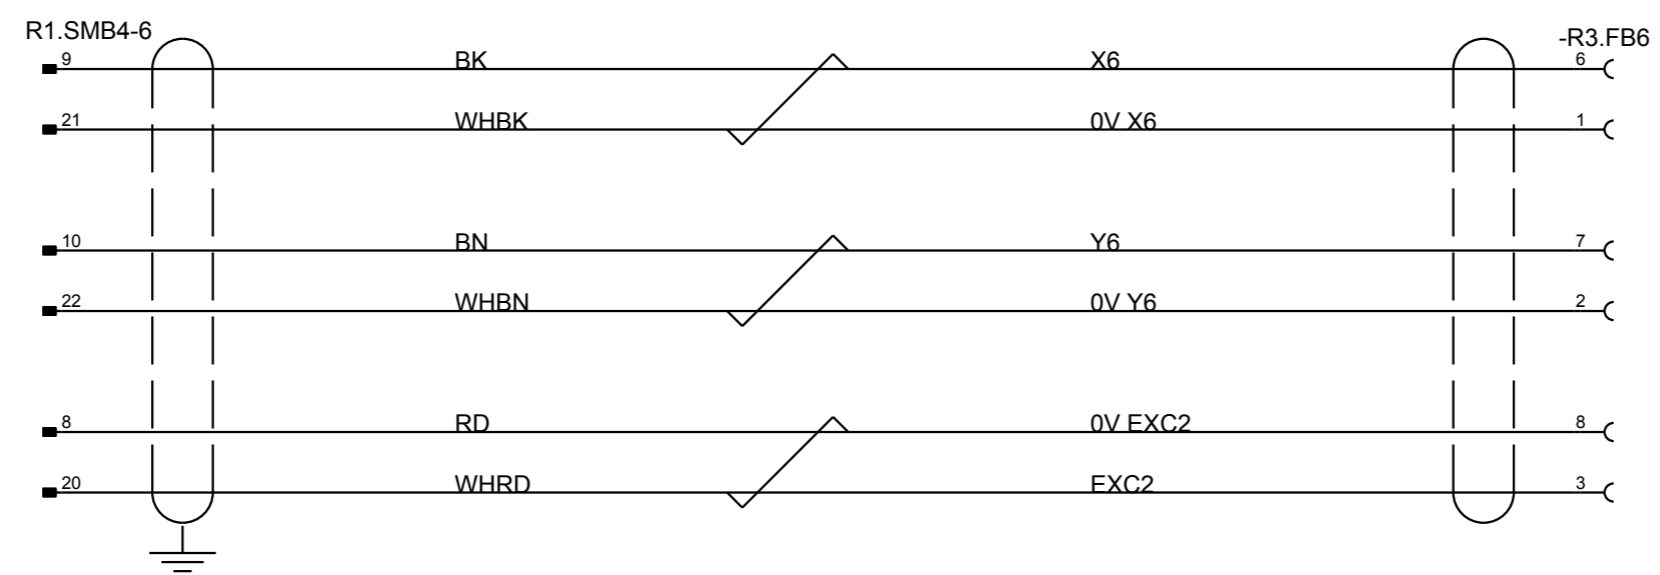 R1.SMB4-6 -R3.FB6
9 BK X6 6
21 WHBK 0V X6 1
10 BN Y6 7
22 WHBN 0V Y6 2
8 RD 0V EXC2 8
20 WHRD EXC2 3